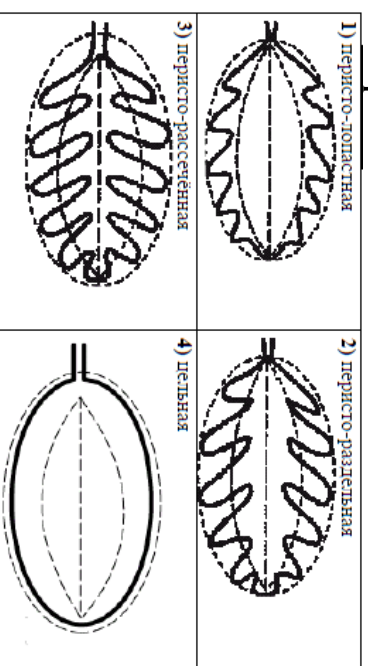 1) перисто-лопастная
2) перисто-раздельная
3) перисто-рассечённая
4) цельная